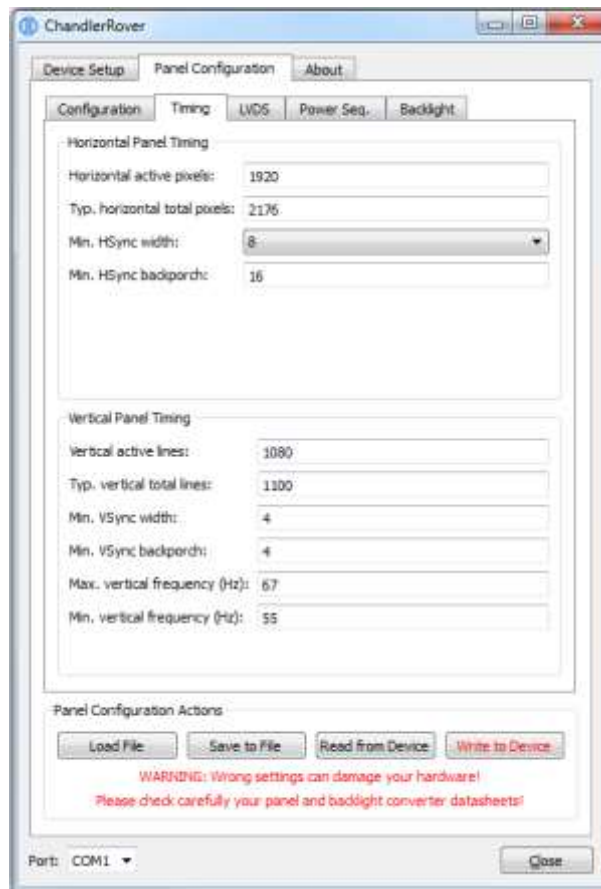 ChandlerRover
Device Setup Panel Configuration About
Configuration Timing LVDS Power Seq. Backlight
Horizontal Panel Timing
Horizontal active pixels: 1920
Typ. horizontal total pixels: 2176
Min. HSync width: 8
Min. HSync backporch: 16
Vertical Panel Timing
Vertical active lines: 1080
Typ. vertical total lines: 1100
Min. VSync width: 4
Min. VSync backporch: 4
Max. vertical frequency (Hz): 67
Min. vertical frequency (Hz): 55
Panel Configuration Actions
Load File Save to File Read from Device Write to Device
WARNING: Wrong settings can damage your hardware!
Please check carefully your panel and backlight converter datasheets!
Port: COM1 Close